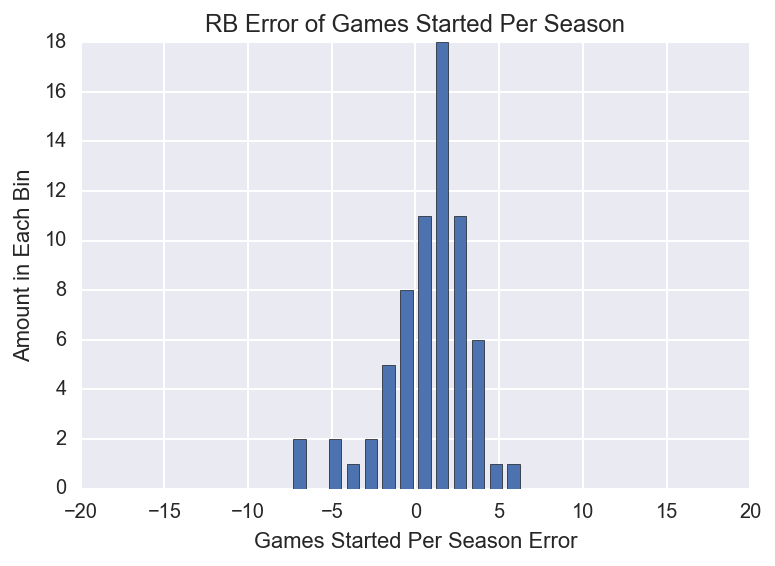 RB Error of Games Started Per Season
Amount in Each Bin
18
16
14
12
10
8
6
4
2
0
−20 −15 −10 −5 0 5 10 15 20
Games Started Per Season Error